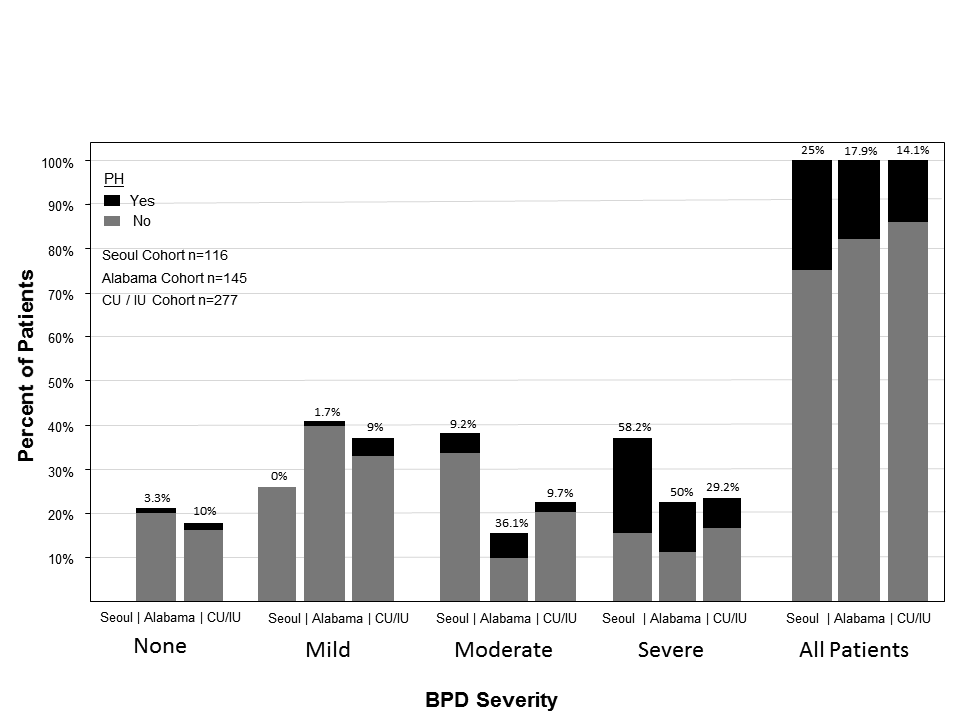 25% 17.9% 14.1%
100%
90%
80%
70%
60%
50%
40%
30%
20%
10%
Percent of Patients
PH
Yes
No
Seoul Cohort n=116
Alabama Cohort n=145
CU / IU Cohort n=277
3.3% 10%
0% 1.7% 9%
9.2% 36.1% 9.7%
58.2% 50% 29.2%
Seoul | Alabama | CU/IU
None
Seoul | Alabama | CU/IU
Mild
Seoul | Alabama | CU/IU
Moderate
Seoul | Alabama | CU/IU
Severe
Seoul | Alabama | CU/IU
All Patients
BPD Severity